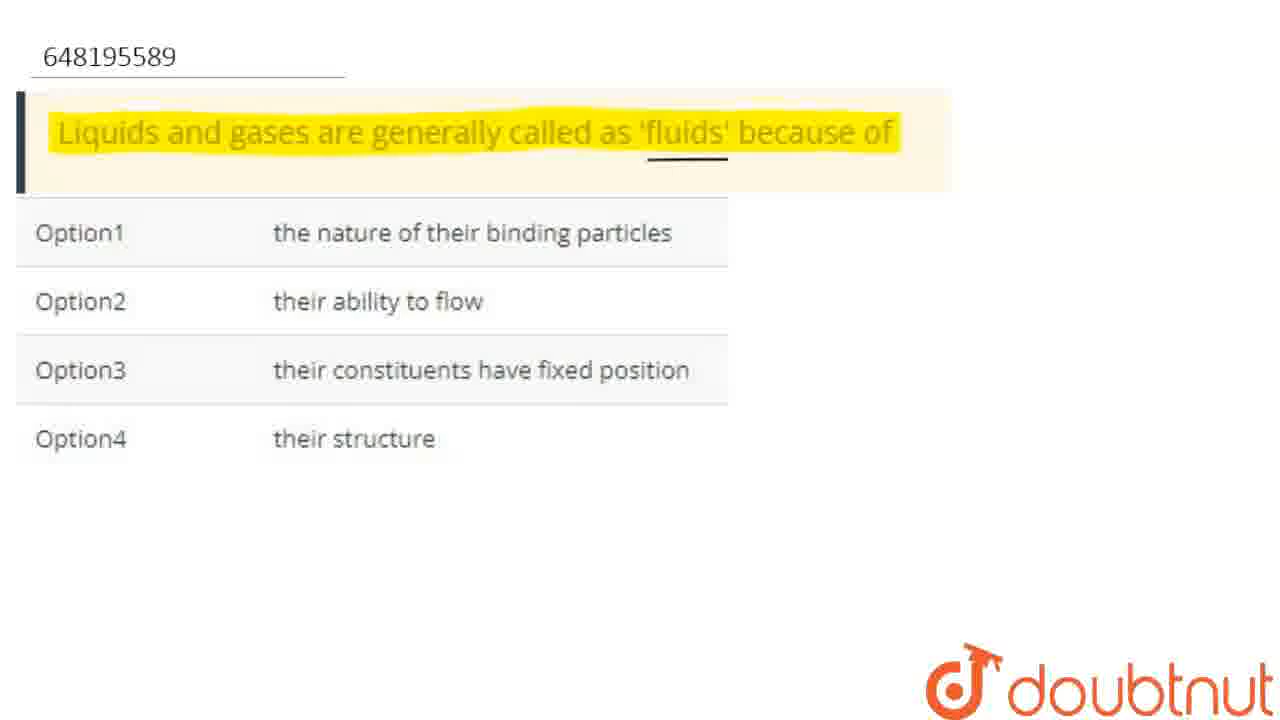 648195589
Liquids and gases are generally called as 'fluids' because of
Option1 the nature of their binding particles
Option2 their ability to flow
Option3 their constituents have fixed position
Option4 their structure
doubtnut